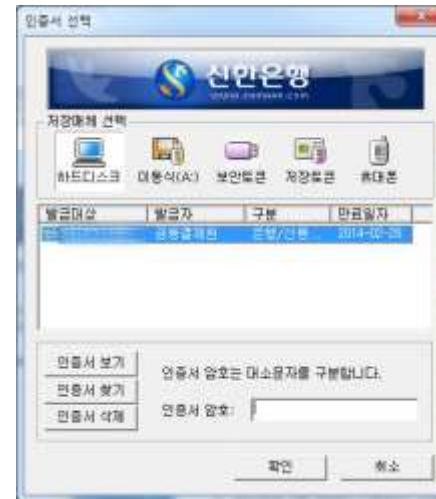 인증서 선택
신한은행
www.shinhan.com
저장매체 선택
하드디스크 이동식(A:) 보안토큰 저장토큰 휴대폰
발급대상 발급자 구분 만료일자
금융결제원 은행/신용... 2014-02-28
인증서 보기
인증서 찾기
인증서 삭제
인증서 암호는 대소문자를 구분합니다.
인증서 암호:
확인 취소